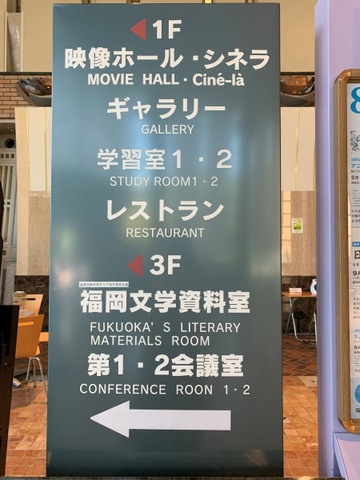 1F
映像ホール・シネラ
MOVIE HALL・Ciné-là
ギャラリー
GALLERY
学習室1・2
STUDY ROOM1・2
レストラン
RESTAURANT
3F
福岡文学資料室
FUKUOKA'S LITERARY
MATERIALS ROOM
第1・2会議室
CONFERENCE ROON 1・2